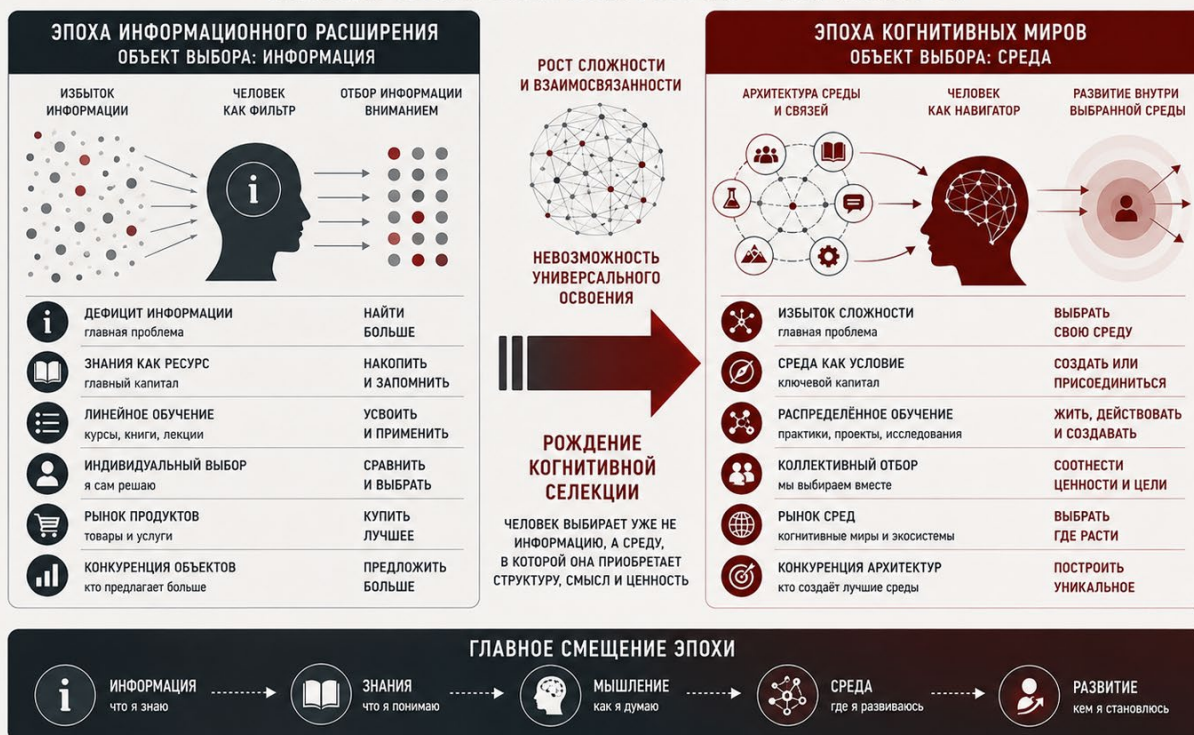 ЭПОХА ИНФОРМАЦИОННОГО РАСШИРЕНИЯ
ОБЪЕКТ ВЫБОРА: ИНФОРМАЦИЯ
ИЗБЫТОК
ИНФОРМАЦИИ
ЧЕЛОВЕК
КАК ФИЛЬТР
ОТБОР ИНФОРМАЦИИ
ВНИМАНИЕМ
i
i
ДЕФИЦИТ ИНФОРМАЦИИ
главная проблема
НАЙТИ
БОЛЬШЕ
ЗНАНИЯ КАК РЕСУРС
главный капитал
НАКОПИТЬ
И ЗАПОМНИТЬ
ЛИНЕЙНОЕ ОБУЧЕНИЕ
курсы, книги, лекции
УСВОИТЬ
И ПРИМЕНИТЬ
ИНДИВИДУАЛЬНЫЙ ВЫБОР
я сам решаю
СРАВНИТЬ
И ВЫБРАТЬ
РЫНОК ПРОДУКТОВ
товары и услуги
КУПИТЬ
ЛУЧШЕЕ
КОНКУРЕНЦИЯ ОБЪЕКТОВ
кто предлагает больше
ПРЕДЛОЖИТЬ
БОЛЬШЕ
РОСТ СЛОЖНОСТИ
И ВЗАИМОСВЯЗАННОСТИ
НЕВОЗМОЖНОСТЬ
УНИВЕРСАЛЬНОГО
ОСВОЕНИЯ
РОЖДЕНИЕ
КОГНИТИВНОЙ
СЕЛЕКЦИИ
ЧЕЛОВЕК ВЫБИРАЕТ УЖЕ НЕ
ИНФОРМАЦИЮ, А СРЕДУ,
В КОТОРОЙ ОНА ПРИОБРЕТАЕТ
СТРУКТУРУ, СМЫСЛ И ЦЕННОСТЬ
ЭПОХА КОГНИТИВНЫХ МИРОВ
ОБЪЕКТ ВЫБОРА: СРЕДА
АРХИТЕКТУРА СРЕДЫ
И СВЯЗЕЙ
ЧЕЛОВЕК
КАК НАВИГАТОР
РАЗВИТИЕ ВНУТРИ
ВЫБРАННОЙ СРЕДЫ
ИЗБЫТОК СЛОЖНОСТИ
главная проблема
ВЫБРАТЬ
СВОЮ СРЕДУ
СРЕДА КАК УСЛОВИЕ
ключевой капитал
СОЗДАТЬ ИЛИ
ПРИСОЕДИНИТЬСЯ
РАСПРЕДЕЛЁННОЕ ОБУЧЕНИЕ
практики, проекты, исследования
ЖИТЬ, ДЕЙСТВОВАТЬ
И СОЗДАВАТЬ
КОЛЛЕКТИВНЫЙ ОТБОР
мы выбираем вместе
СООТНЕСТИ
ЦЕННОСТИ И ЦЕЛИ
РЫНОК СРЕД
когнитивные миры и экосистемы
ВЫБРАТЬ
ГДЕ РАСТИ
КОНКУРЕНЦИЯ АРХИТЕКТУР
кто создаёт лучшие среды
ПОСТРОИТЬ
УНИКАЛЬНОЕ
ГЛАВНОЕ СМЕЩЕНИЕ ЭПОХИ
i
ИНФОРМАЦИЯ
что я знаю
ЗНАНИЯ
что я понимаю
МЫШЛЕНИЕ
как я думаю
СРЕДА
где я развиваюсь
РАЗВИТИЕ
кем я становлюсь